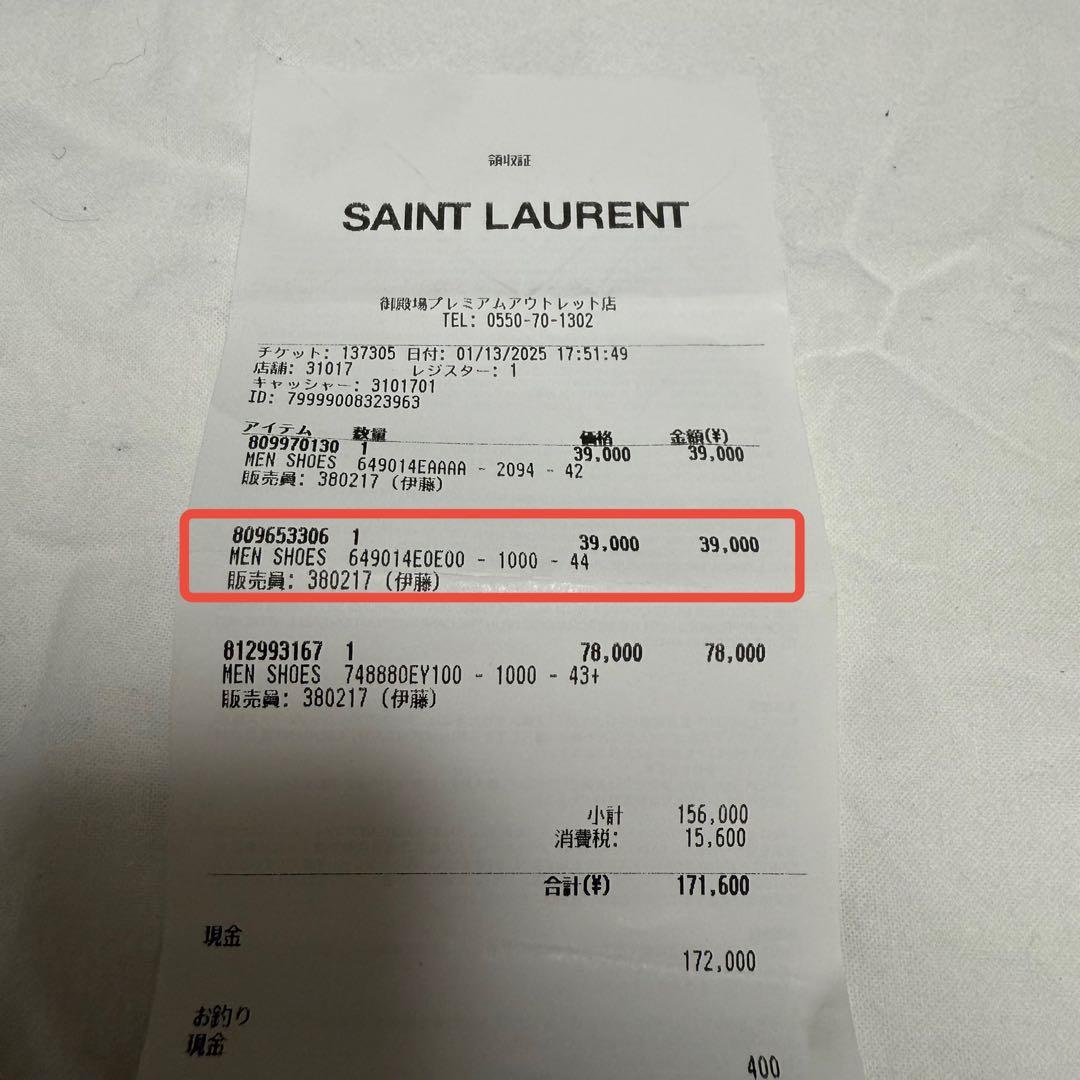 領収証
SAINT LAURENT
御殿場プレミアムアウトレット店
TEL: 0550-70-1302
チケット: 137305 日付: 01/13/2025 17:51:49
店舗: 31017 レジスター: 1
キャッシャー: 3101701
ID: 79999008323963
アイテム 数量 価格 金額(¥)
809970130 1 39,000 39,000
MEN SHOES 649014EAAAA - 2094 - 42
販売員: 380217 (伊藤)
809653306 1 39,000 39,000
MEN SHOES 649014E0E00 - 1000 - 44
販売員: 380217 (伊藤)
812993167 1 78,000 78,000
MEN SHOES 748880EY100 - 1000 - 43+
販売員: 380217 (伊藤)
小計 156,000
消費税: 15,600
合計(¥) 171,600
現金
172,000
お釣り
現金
400